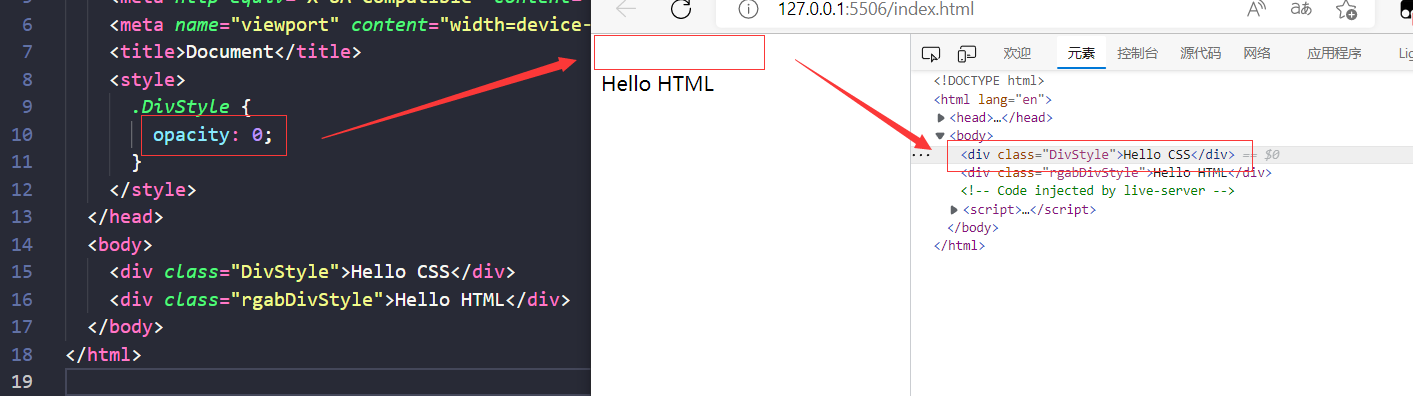 <meta http-equiv="X-UA-Compatible" content=
6 <meta name="viewport" content="width=device-
7 <title>Document</title>
8 <style>
9 .DivStyle {
10 opacity: 0;
11 }
12 </style>
13 </head>
14 <body>
15 <div class="DivStyle">Hello CSS</div>
16 <div class="rgabDivStyle">Hello HTML</div>
17 </body>
18 </html>
19
127.0.0.1:5506/index.html
A
aあ
Hello HTML
欢迎 元素 控制台 源代码 网络 应用程序 Lig
<!DOCTYPE html>
<html lang="en">
<head>…</head>
<body>
<div class="DivStyle">Hello CSS</div> == $0
<div class="rgabDivStyle">Hello HTML</div>
<!-- Code injected by live-server -->
<script>…</script>
</body>
</html>